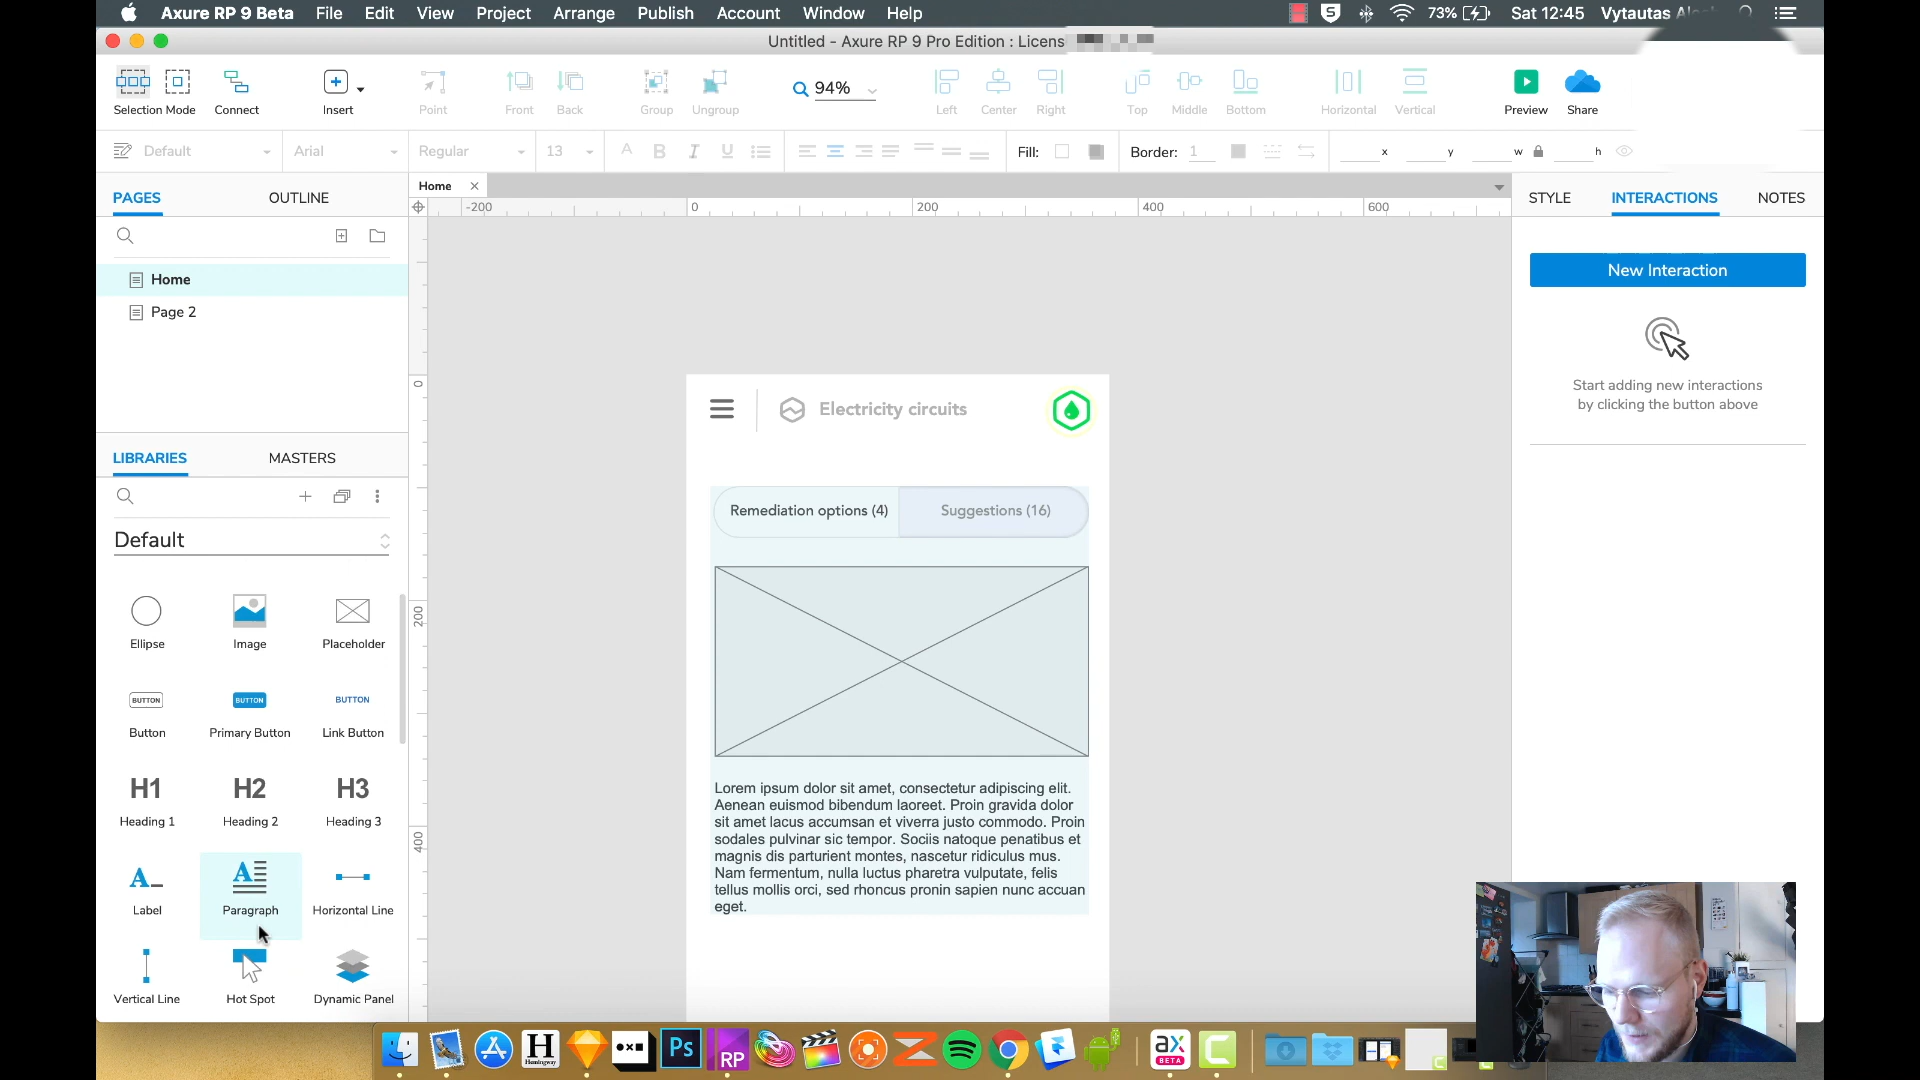 Axure RP 9 Beta File Edit View Project Arrange Publish Account Window Help 73% Sat 12:45 Vytautas
Untitled - Axure RP 9 Pro Edition : Licens
94%
Selection Mode Connect Insert Point Front Back Group Ungroup Left Center Right Top Middle Bottom Horizontal Vertical Preview Share
Default Arial Regular 13 A B I U Fill: Border: 1 x y w h
PAGES OUTLINE
Home
-200 0 200 400 600
STYLE INTERACTIONS NOTES
Home
Page 2
New Interaction
Start adding new interactions
by clicking the button above
0
200
400
Electricity circuits
Remediation options (4) Suggestions (16)
Lorem ipsum dolor sit amet, consectetur adipiscing elit.
Aenean euismod bibendum laoreet. Proin gravida dolor
sit amet lacus accumsan et viverra justo commodo. Proin
sodales pulvinar sic tempor. Sociis natoque penatibus et
magnis dis parturient montes, nascetur ridiculus mus.
Nam fermentum, nulla luctus pharetra vulputate, felis
tellus mollis orci, sed rhoncus pronin sapien nunc accuan
eget.
LIBRARIES MASTERS
Default
Ellipse Image Placeholder
BUTTON BUTTON BUTTON
Button Primary Button Link Button
H1 H2 H3
Heading 1 Heading 2 Heading 3
A A
Label Paragraph Horizontal Line
Vertical Line Hot Spot Dynamic Panel
H Hemingway Ps RP ax BETA C